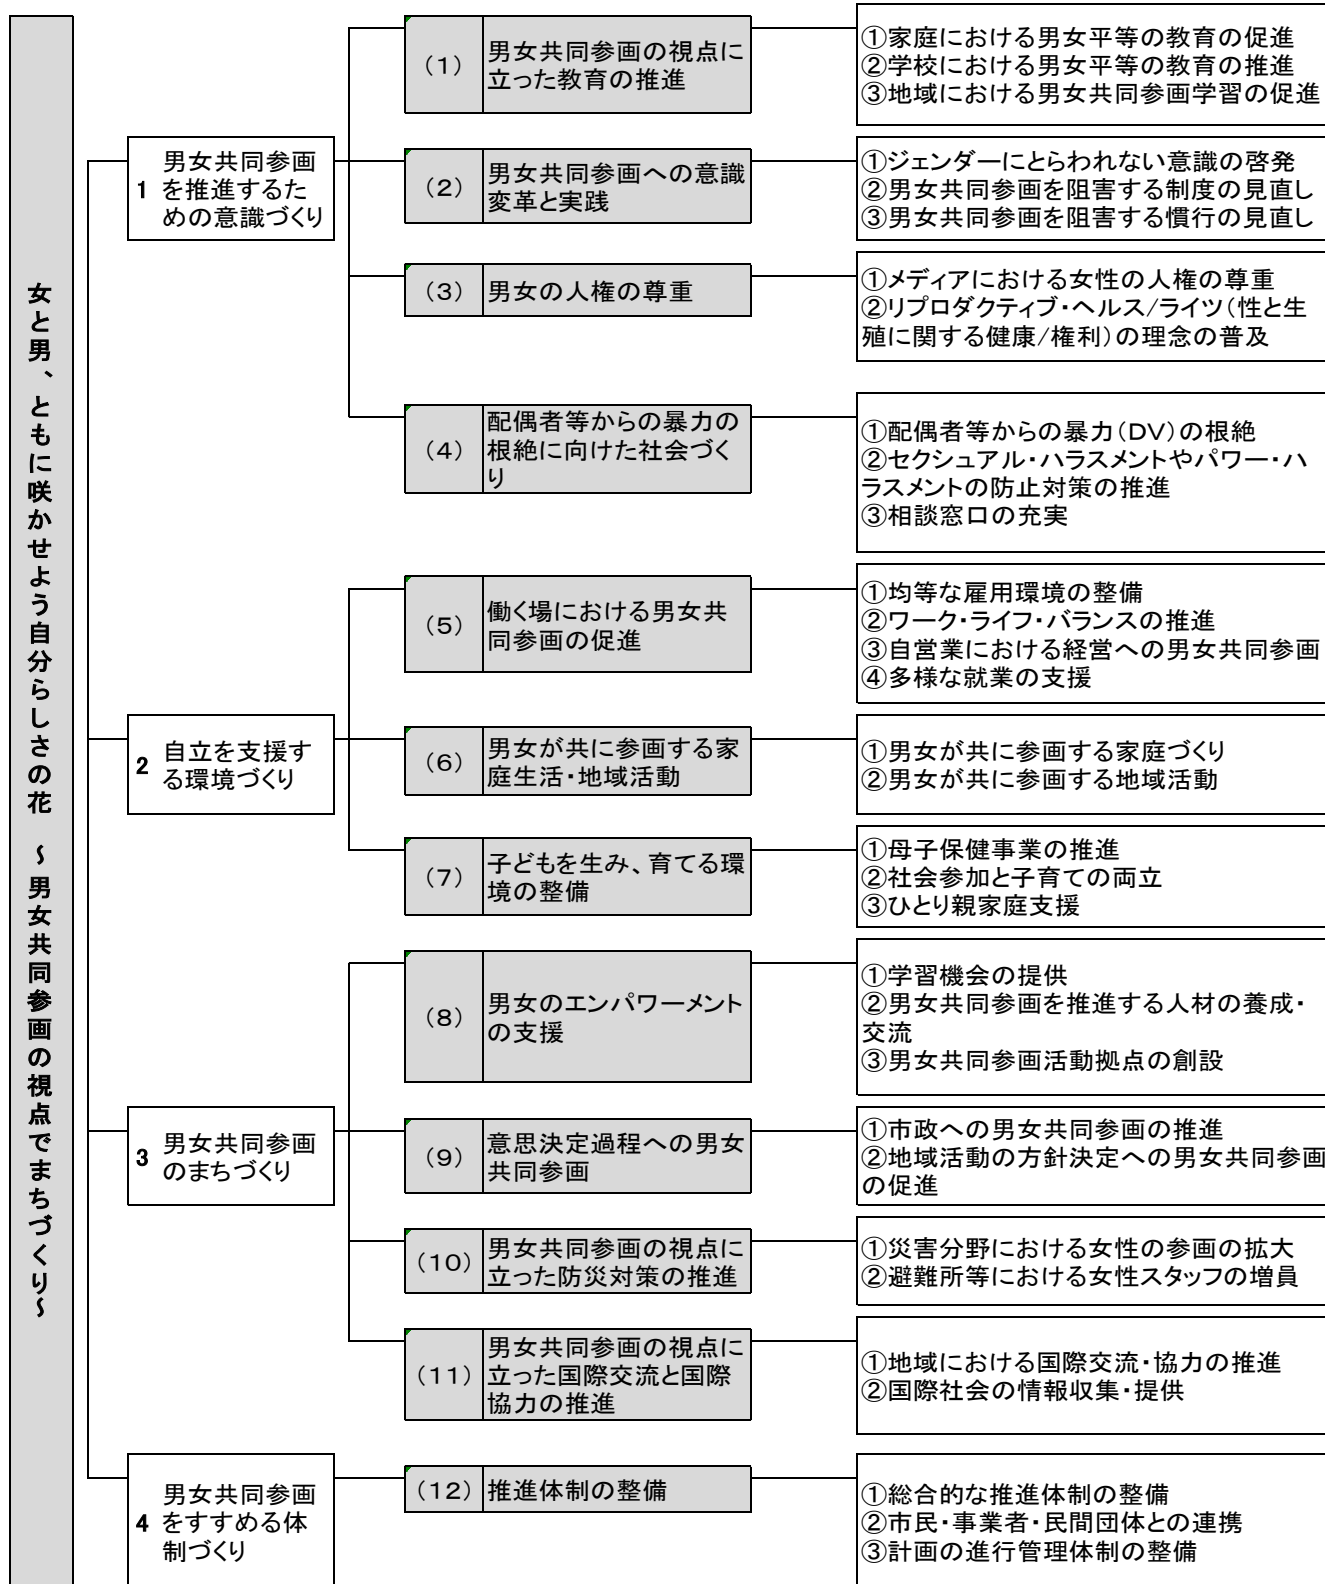 女と男、ともに咲かせよう自分らしさの花　～男女共同参画の視点でまちづくり～
1
男女共同参画
を推進するた
めの意識づくり
（1）
男女共同参画の視点に
立った教育の推進
①家庭における男女平等の教育の促進
②学校における男女平等の教育の推進
③地域における男女共同参画学習の促進
（2）
男女共同参画への意識
変革と実践
①ジェンダーにとらわれない意識の啓発
②男女共同参画を阻害する制度の見直し
③男女共同参画を阻害する慣行の見直し
（3）
男女の人権の尊重
①メディアにおける女性の人権の尊重
②リプロダクティブ・ヘルス/ライツ（性と生
殖に関する健康/権利）の理念の普及
（4）
配偶者等からの暴力の
根絶に向けた社会づく
り
①配偶者等からの暴力（DV）の根絶
②セクシュアル・ハラスメントやパワー・ハ
ラスメントの防止対策の推進
③相談窓口の充実
2
自立を支援す
る環境づくり
（5）
働く場における男女共
同参画の促進
①均等な雇用環境の整備
②ワーク・ライフ・バランスの推進
③自営業における経営への男女共同参画
④多様な就業の支援
（6）
男女が共に参画する家
庭生活・地域活動
①男女が共に参画する家庭づくり
②男女が共に参画する地域活動
（7）
子どもを生み、育てる環
境の整備
①母子保健事業の推進
②社会参加と子育ての両立
③ひとり親家庭支援
3
男女共同参画
のまちづくり
（8）
男女のエンパワーメント
の支援
①学習機会の提供
②男女共同参画を推進する人材の養成・
交流
③男女共同参画活動拠点の創設
（9）
意思決定過程への男女
共同参画
①市政への男女共同参画の推進
②地域活動の方針決定への男女共同参画
の促進
（10）
男女共同参画の視点に
立った防災対策の推進
①災害分野における女性の参画の拡大
②避難所等における女性スタッフの増員
（11）
男女共同参画の視点に
立った国際交流と国際
協力の推進
①地域における国際交流・協力の推進
②国際社会の情報収集・提供
4
男女共同参画
をすすめる体
制づくり
（12）
推進体制の整備
①総合的な推進体制の整備
②市民・事業者・民間団体との連携
③計画の進行管理体制の整備